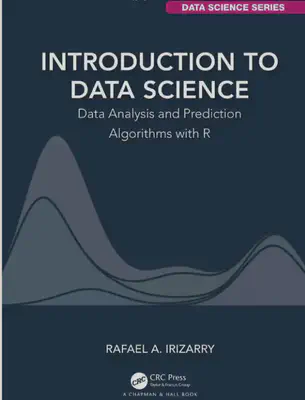 DATA SCIENCE SERIES
INTRODUCTION TO
DATA SCIENCE
Data Analysis and Prediction
Algorithms with R
RAFAEL A. IRIZARRY
CRC CRC Press
Taylor & Francis Group
A CHAPMAN & HALL BOOK